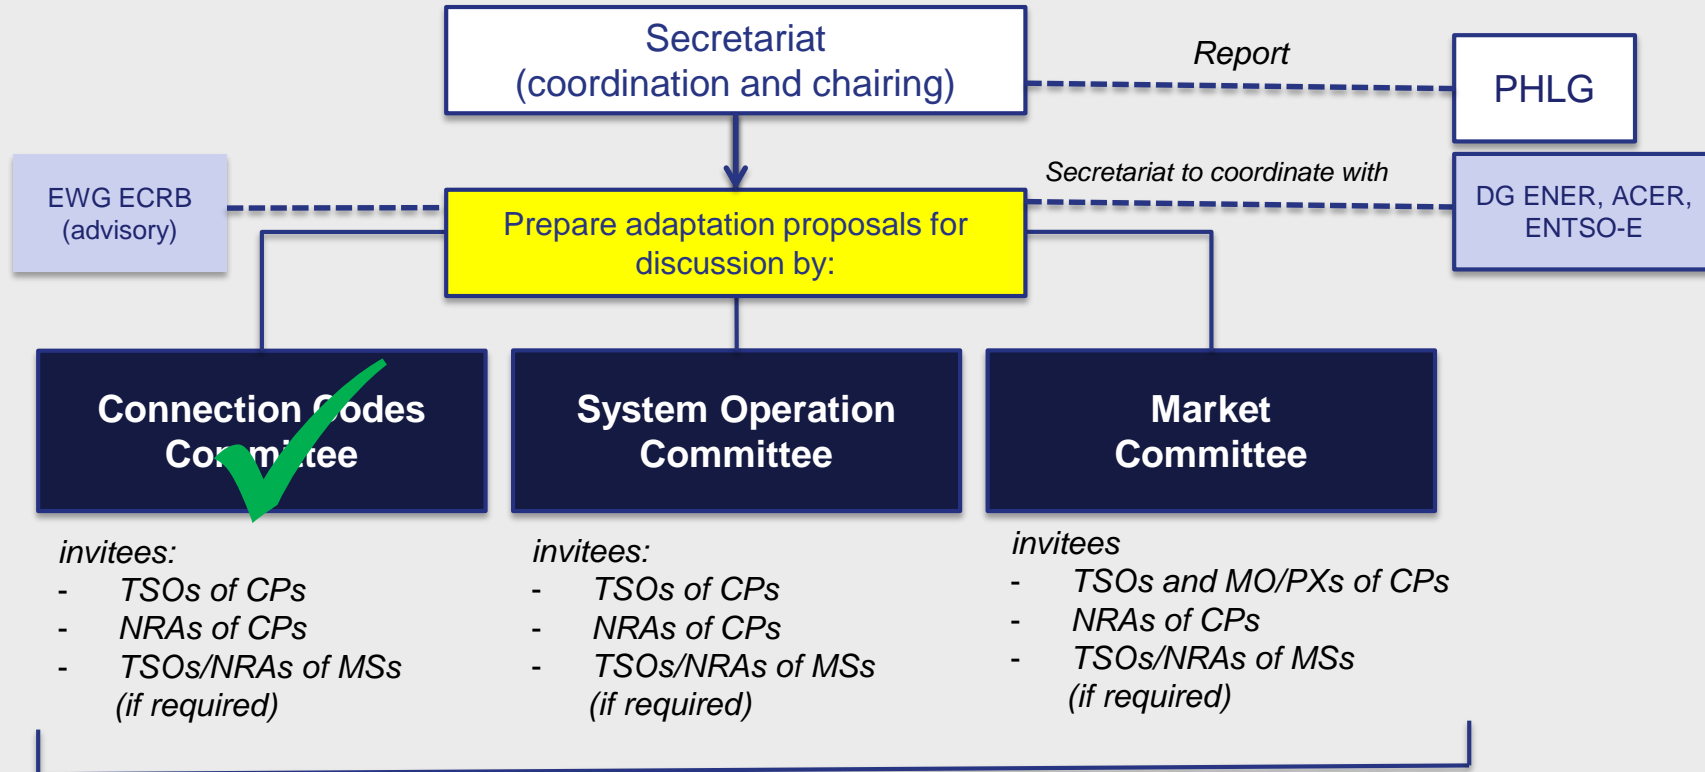 Secretariat
(coordination and chairing)
Report
PHLG
EWG ECRB
(advisory)
Secretariat to coordinate with
DG ENER, ACER,
ENTSO-E
Prepare adaptation proposals for
discussion by:
Connection Codes
Committee
System Operation
Committee
Market
Committee
invitees:
- TSOs of CPs
- NRAs of CPs
- TSOs/NRAs of MSs
(if required)
invitees:
- TSOs of CPs
- NRAs of CPs
- TSOs/NRAs of MSs
(if required)
invitees
- TSOs and MO/PXs of CPs
- NRAs of CPs
- TSOs/NRAs of MSs
(if required)